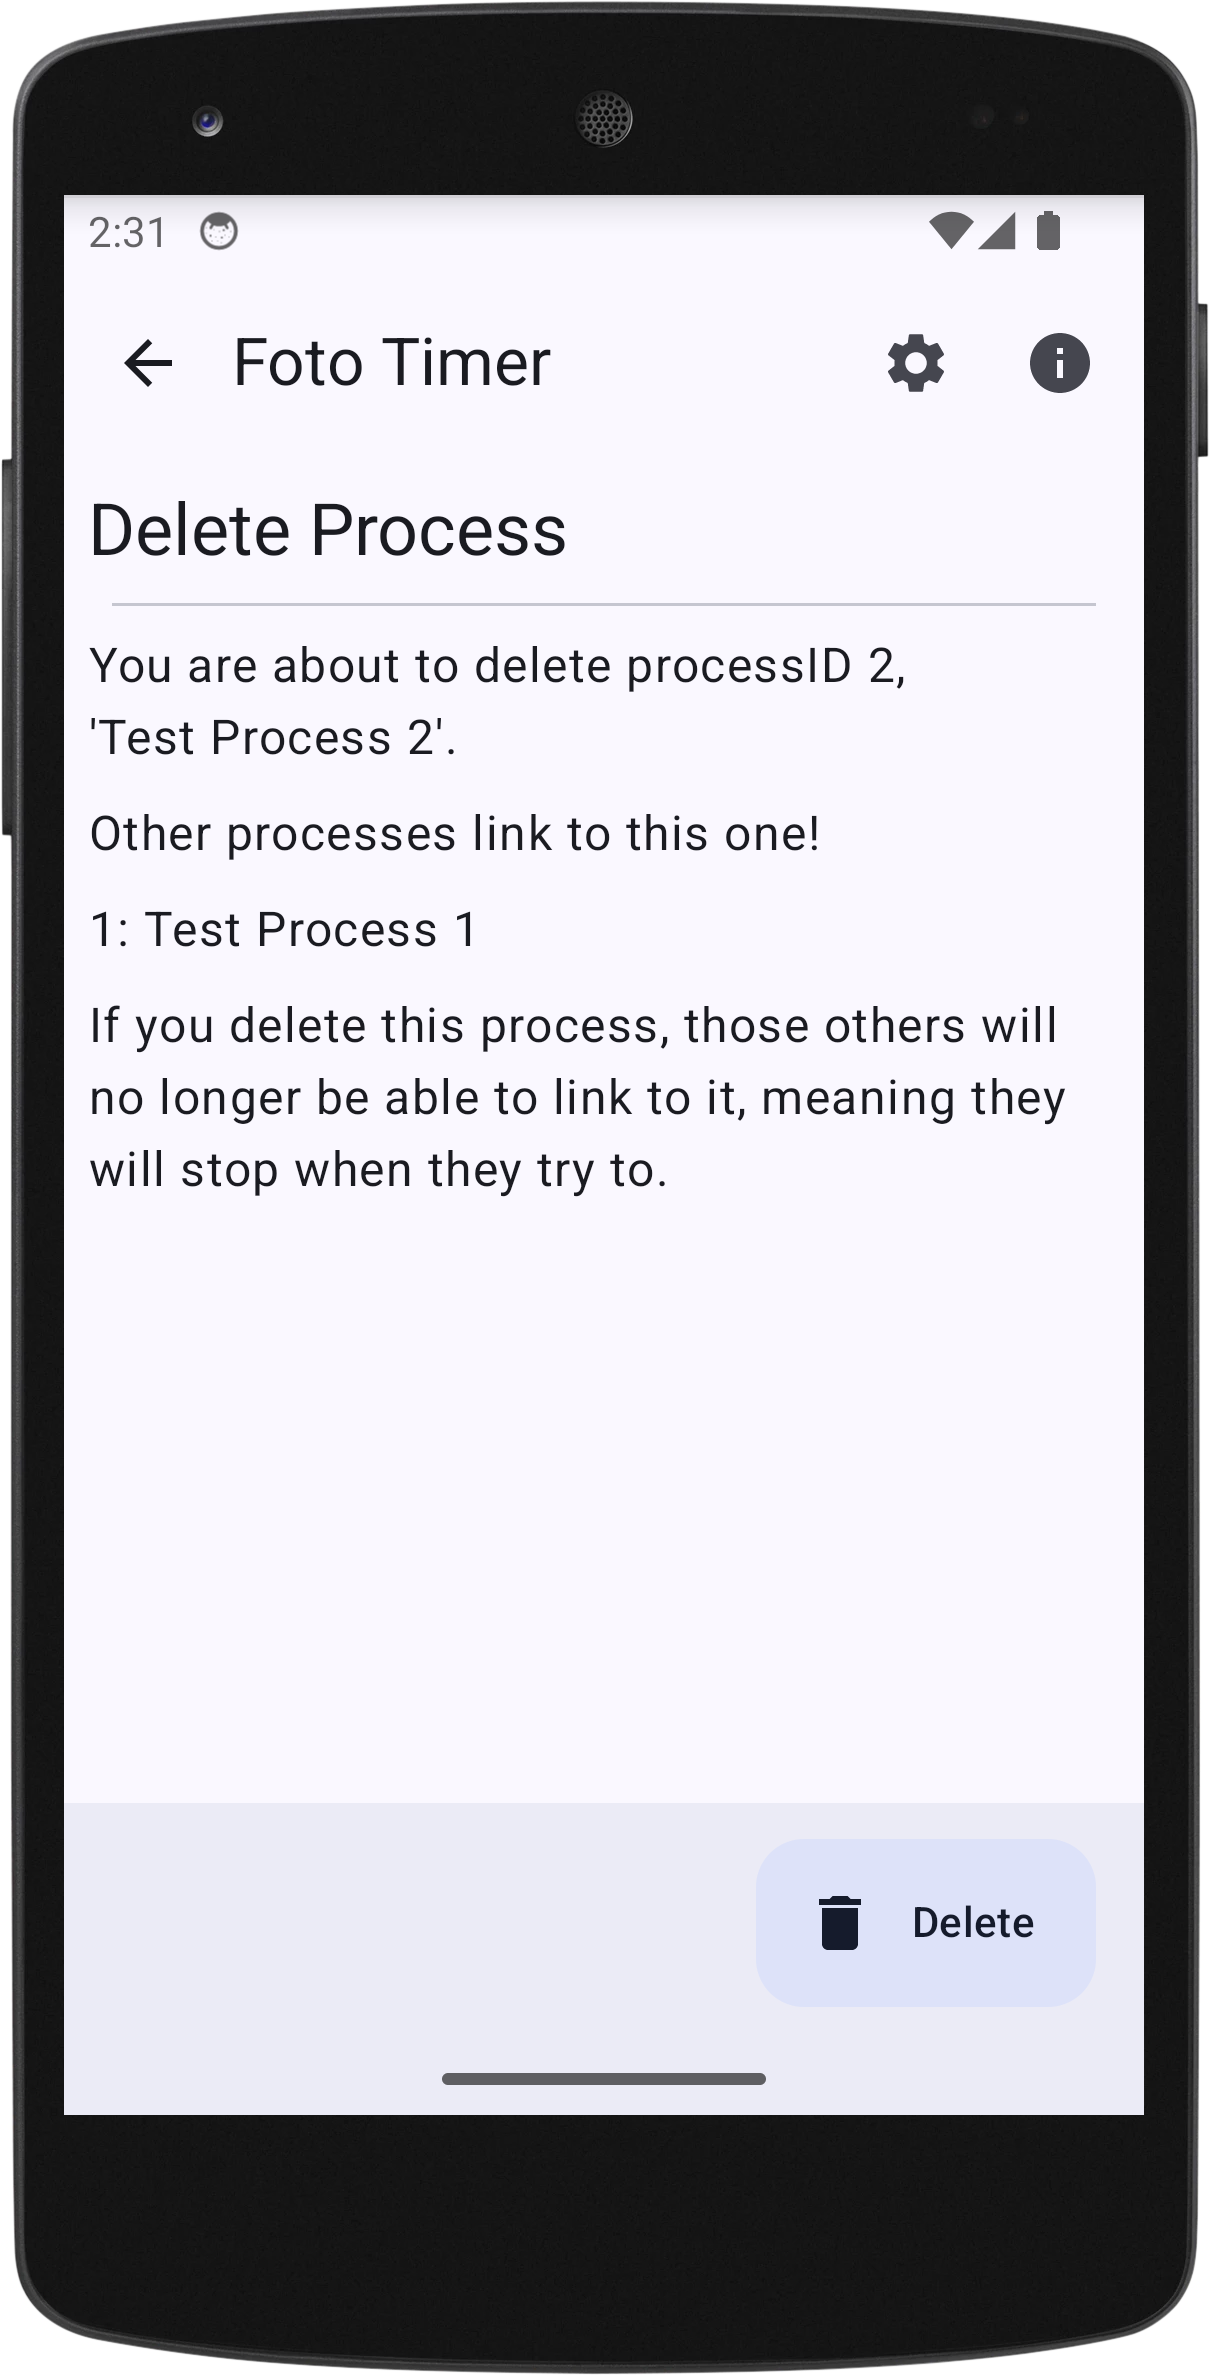 2:31
Foto Timer
Delete Process
You are about to delete processID 2,
'Test Process 2'.
Other processes link to this one!
1: Test Process 1
If you delete this process, those others will
no longer be able to link to it, meaning they
will stop when they try to.
Delete